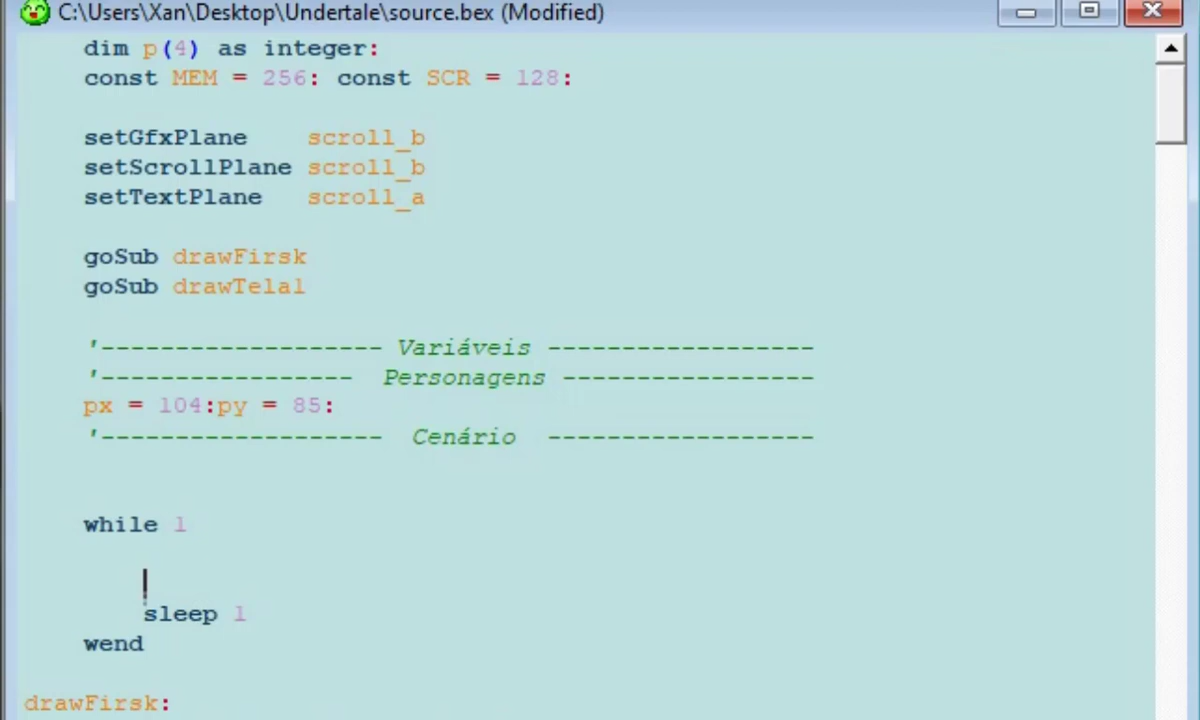 C:\Users\Xan\Desktop\Undertale\source.bex (Modified)
dim p(4) as integer:
const MEM = 256: const SCR = 128:
setGfxPlane scroll_b
setScrollPlane scroll_b
setTextPlane scroll_a
goSub drawFirsk
goSub drawTela1
'------------------- Variáveis ------------------
'----------------- Personagens -----------------
px = 104:py = 85:
'------------------- Cenário ------------------
while 1
sleep 1
wend
drawFirsk: